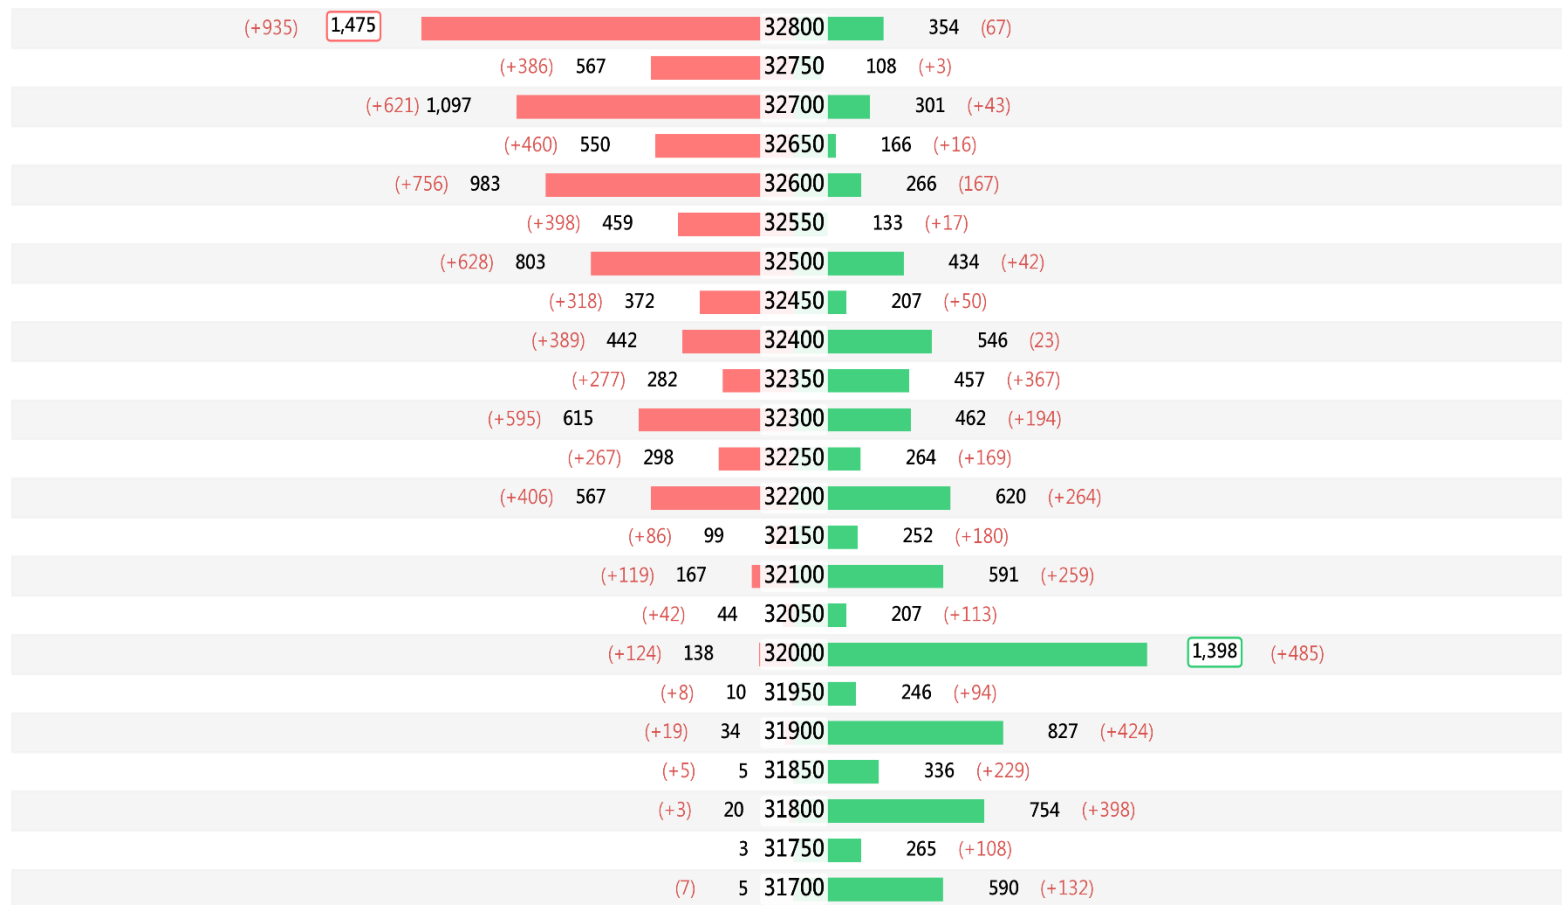 (+935) 1,475 32800 354 (67)
(+386) 567 32750 108 (+3)
(+621) 1,097 32700 301 (+43)
(+460) 550 32650 166 (+16)
(+756) 983 32600 266 (167)
(+398) 459 32550 133 (+17)
(+628) 803 32500 434 (+42)
(+318) 372 32450 207 (+50)
(+389) 442 32400 546 (23)
(+277) 282 32350 457 (+367)
(+595) 615 32300 462 (+194)
(+267) 298 32250 264 (+169)
(+406) 567 32200 620 (+264)
(+86) 99 32150 252 (+180)
(+119) 167 32100 591 (+259)
(+42) 44 32050 207 (+113)
(+124) 138 32000 1,398 (+485)
(+8) 10 31950 246 (+94)
(+19) 34 31900 827 (+424)
(+5) 5 31850 336 (+229)
(+3) 20 31800 754 (+398)
3 31750 265 (+108)
(7) 5 31700 590 (+132)